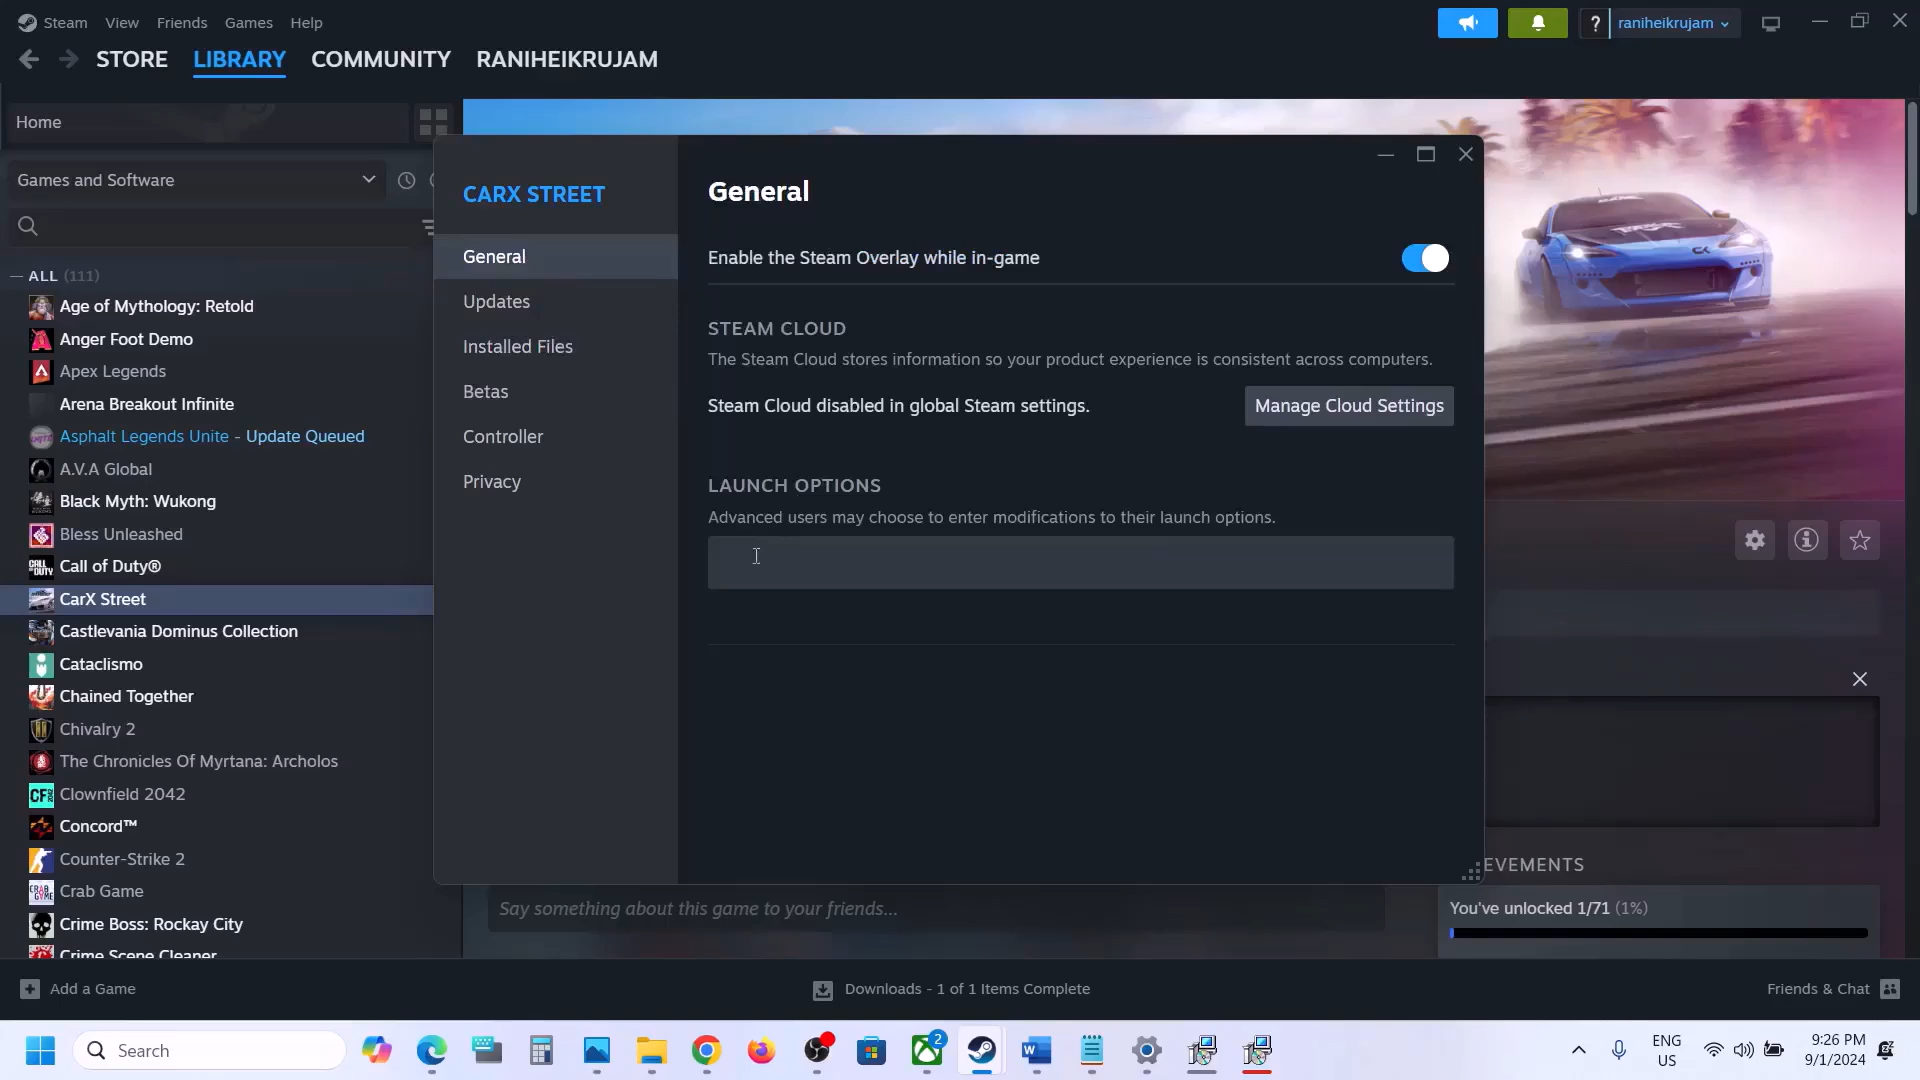 Steam View Friends Games Help
raniheikrujam
STORE LIBRARY COMMUNITY RANIHEIKRUJAM
Home
Games and Software
ALL (111)
Age of Mythology: Retold
Anger Foot Demo
Apex Legends
Arena Breakout Infinite
Asphalt Legends Unite - Update Queued
A.V.A Global
Black Myth: Wukong
Bless Unleashed
Call of Duty®
CarX Street
Castlevania Dominus Collection
Cataclismo
Chained Together
Chivalry 2
The Chronicles Of Myrtana: Archolos
Clownfield 2042
Concord™
Counter-Strike 2
Crab Game
Crime Boss: Rockay City
Crime Scene Cleaner
CARX STREET
General
Updates
Installed Files
Betas
Controller
Privacy
General
Enable the Steam Overlay while in-game
STEAM CLOUD
The Steam Cloud stores information so your product experience is consistent across computers.
Steam Cloud disabled in global Steam settings.
Manage Cloud Settings
LAUNCH OPTIONS
Advanced users may choose to enter modifications to their launch options.
EVEMENTS
Say something about this game to your friends...
You've unlocked 1/71 (1%)
Add a Game
Downloads - 1 of 1 Items Complete
Friends & Chat
Search
2
ENG
US
9:26 PM
9/1/2024